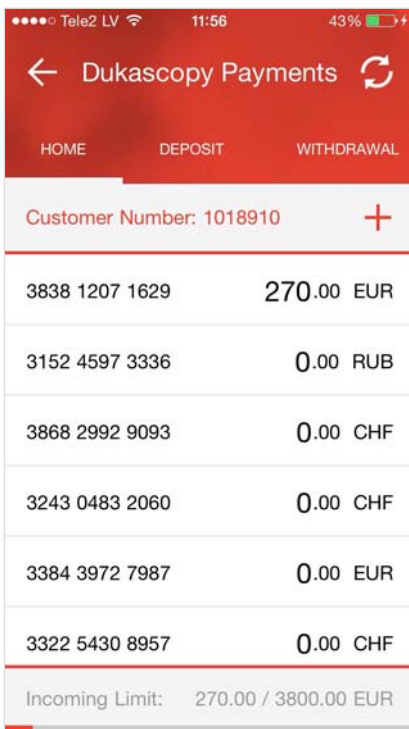 Tele2 LV 11:56 43%
Dukascopy Payments
HOME DEPOSIT WITHDRAWAL
Customer Number: 1018910 +
3838 1207 1629 270.00 EUR
3152 4597 3336 0.00 RUB
3868 2992 9093 0.00 CHF
3243 0483 2060 0.00 CHF
3384 3972 7987 0.00 EUR
3322 5430 8957 0.00 CHF
Incoming Limit: 270.00 / 3800.00 EUR